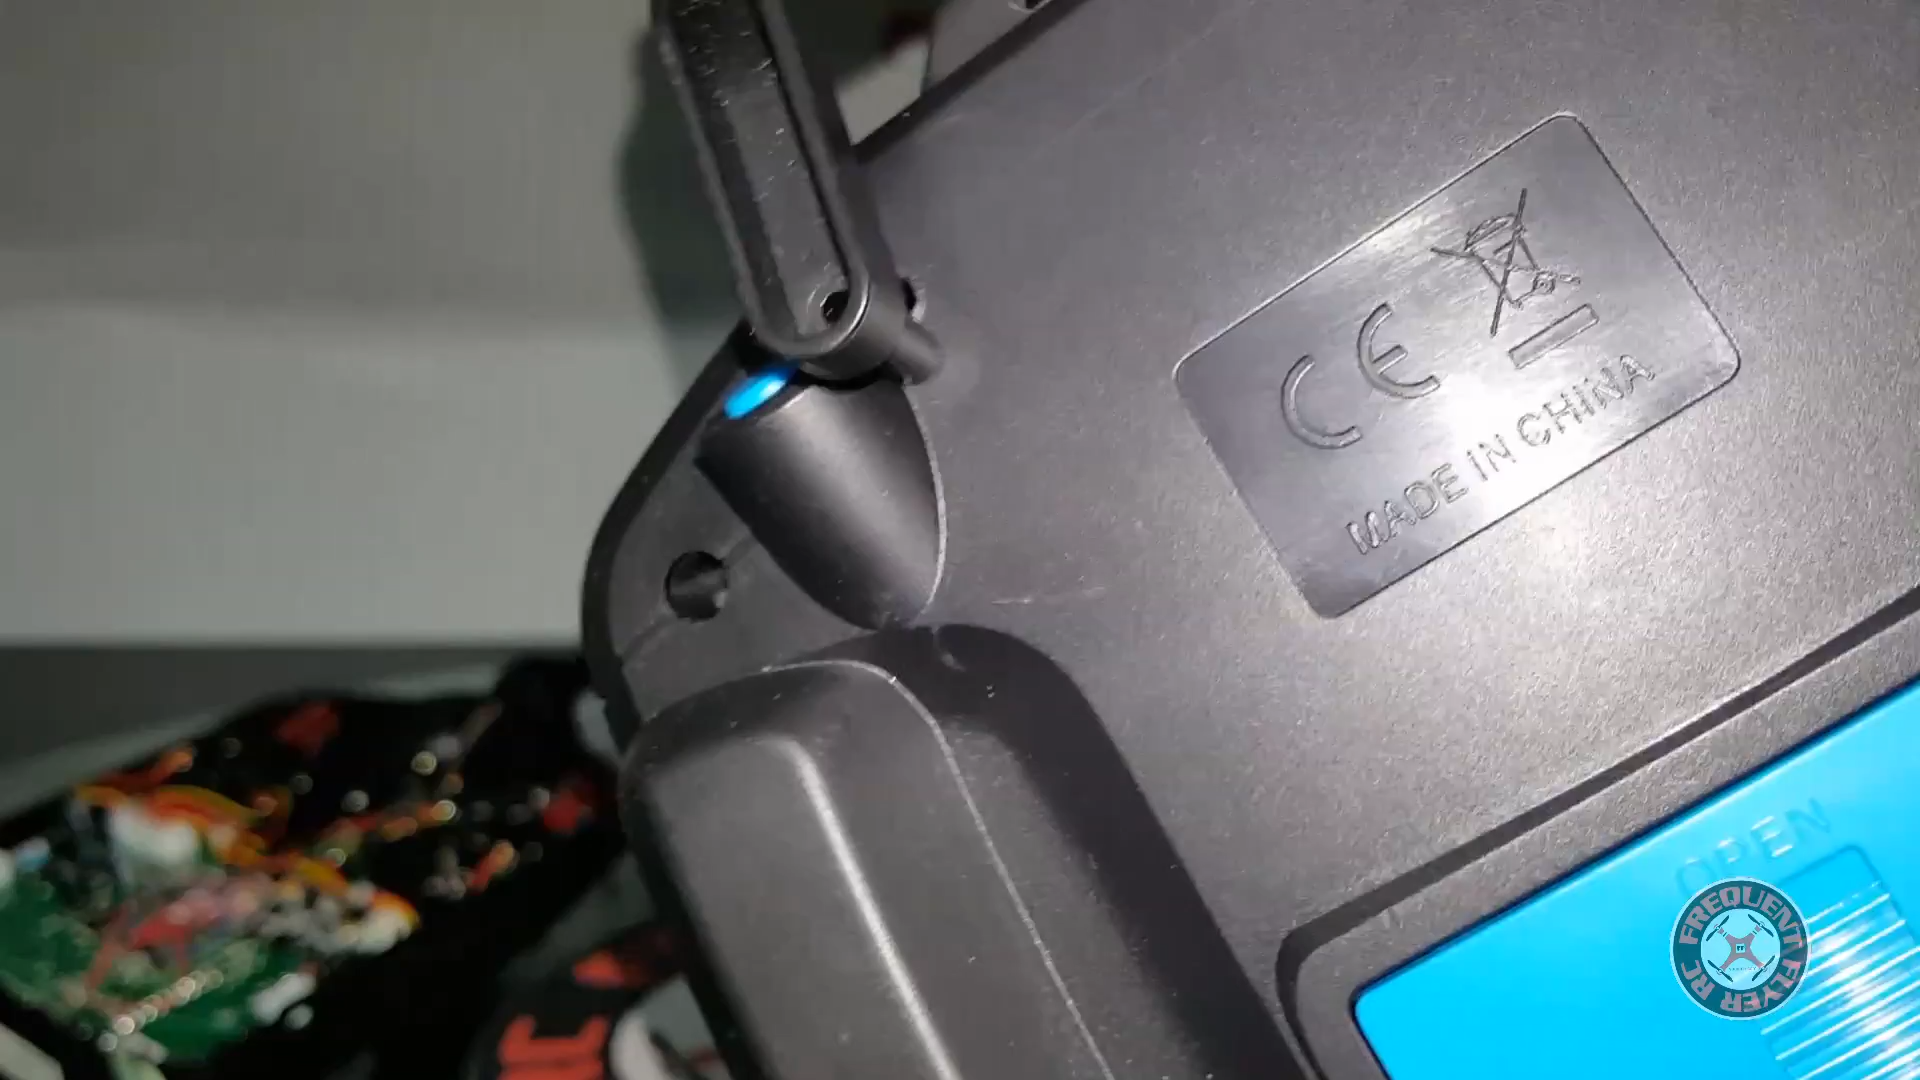 CE
MADE IN CHINA
OPEN
FREQUENT
FLYER RC